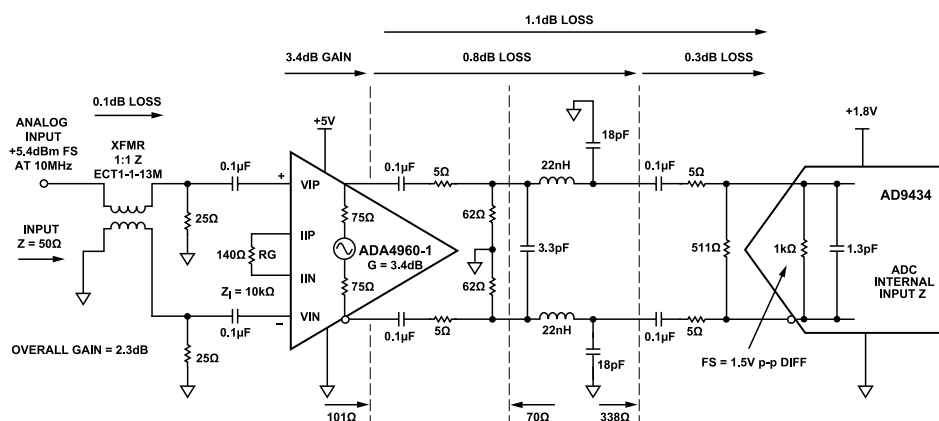 1.1dB LOSS
3.4dB GAIN
0.8dB LOSS
0.3dB LOSS
0.1dB LOSS
ANALOG
INPUT
+5.4dBm FS
AT 10MHz
XFMR
1:1 Z
ECT1-1-13M
+5V
+1.8V
18pF
0.1µF
0.1µF
5Ω
22nH
0.1µF
5Ω
+
VIP
AD9434
INPUT
Z = 50Ω
25Ω
75Ω
62Ω
IIP
140Ω
RG
ADA4960-1
G = 3.4dB
3.3pF
511Ω
1kΩ
1.3pF
IIN
75Ω
62Ω
ADC
INTERNAL
INPUT Z
ZI = 10kΩ
VIN
–
0.1µF
0.1µF
5Ω
22nH
0.1µF
5Ω
OVERALL GAIN = 2.3dB
25Ω
18pF
FS = 1.5V p-p DIFF
101Ω
70Ω
338Ω